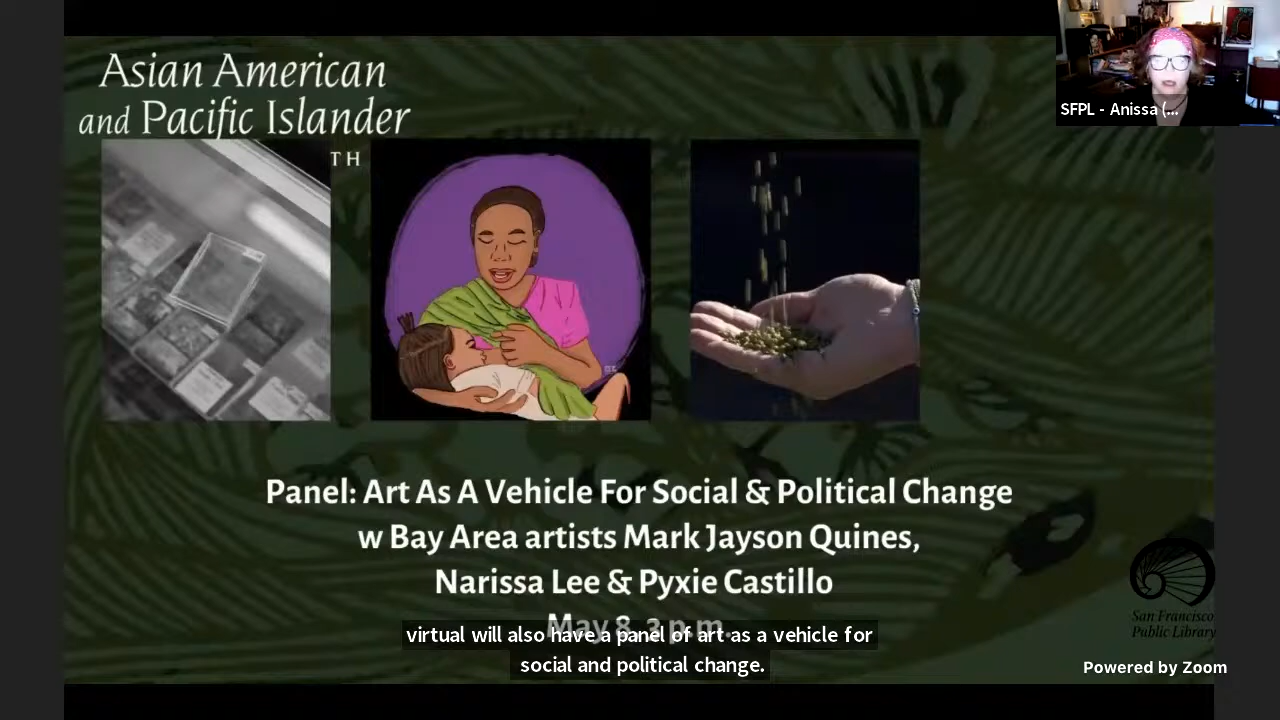 Asian American
and Pacific Islander
TH
SFPL - Anissa (...
Panel: Art As A Vehicle For Social & Political Change
w Bay Area artists Mark Jayson Quines,
Narissa Lee & Pyxie Castillo
May 8, 3 p.m.
virtual will also have a panel of art as a vehicle for
social and political change.
San Francisco
Public Library
Powered by Zoom